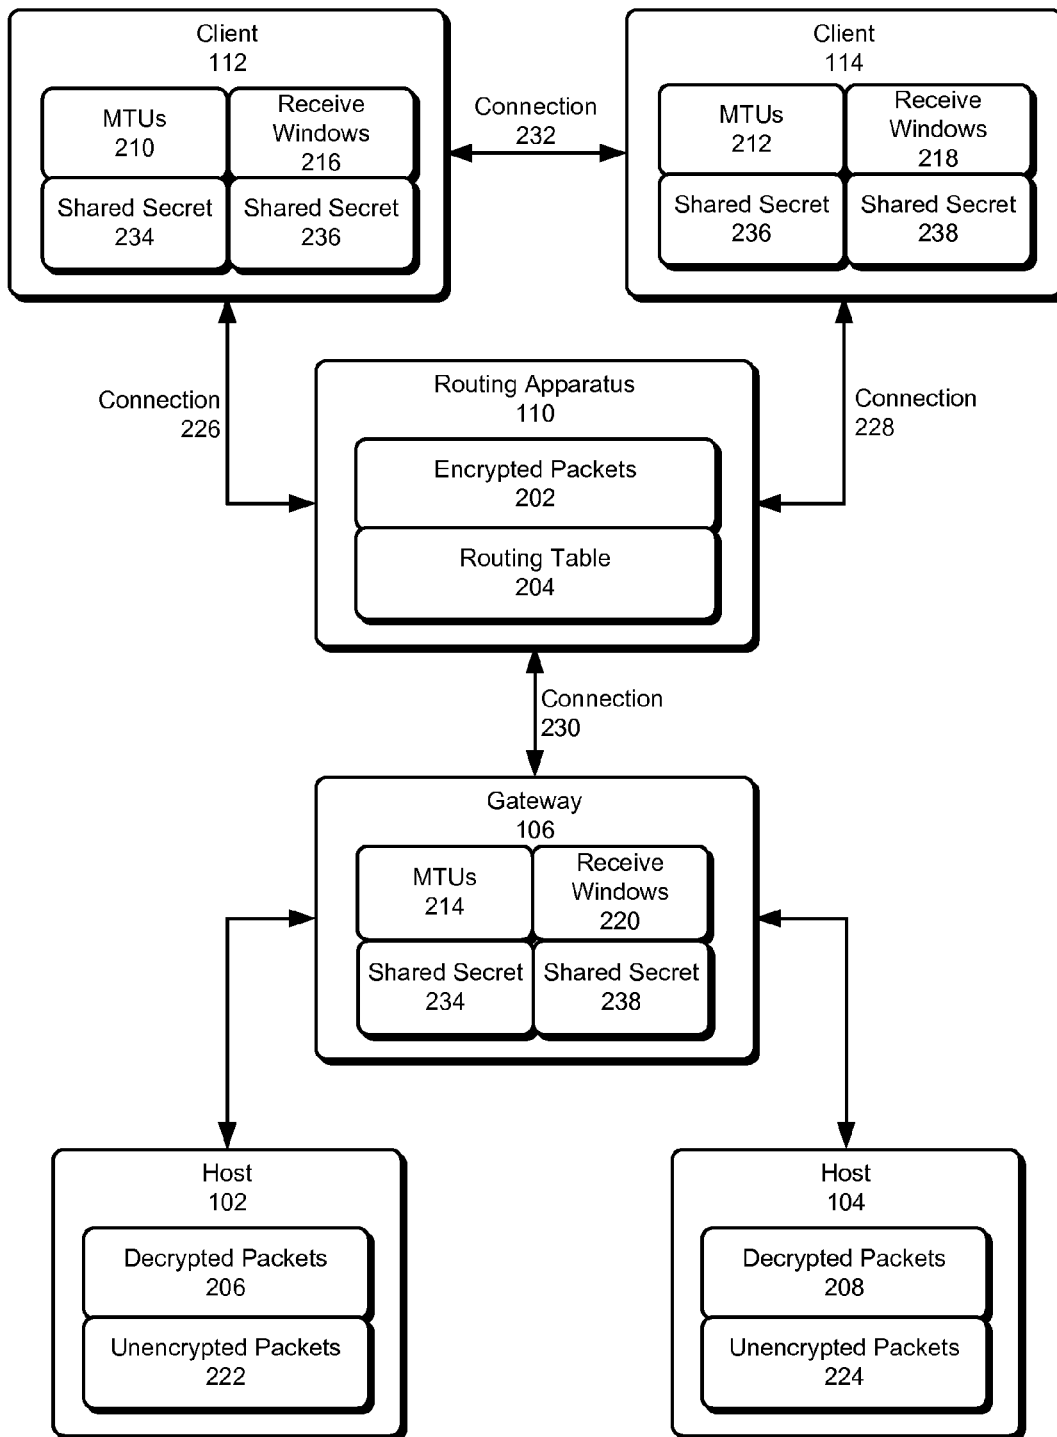 Client
112
MTUs
210
Receive
Windows
216
Shared Secret
234
Shared Secret
236
Connection
232
Client
114
MTUs
212
Receive
Windows
218
Shared Secret
236
Shared Secret
238
Connection
226
Routing Apparatus
110
Encrypted Packets
202
Routing Table
204
Connection
228
Connection
230
Gateway
106
MTUs
214
Receive
Windows
220
Shared Secret
234
Shared Secret
238
Host
102
Decrypted Packets
206
Unencrypted Packets
222
Host
104
Decrypted Packets
208
Unencrypted Packets
224